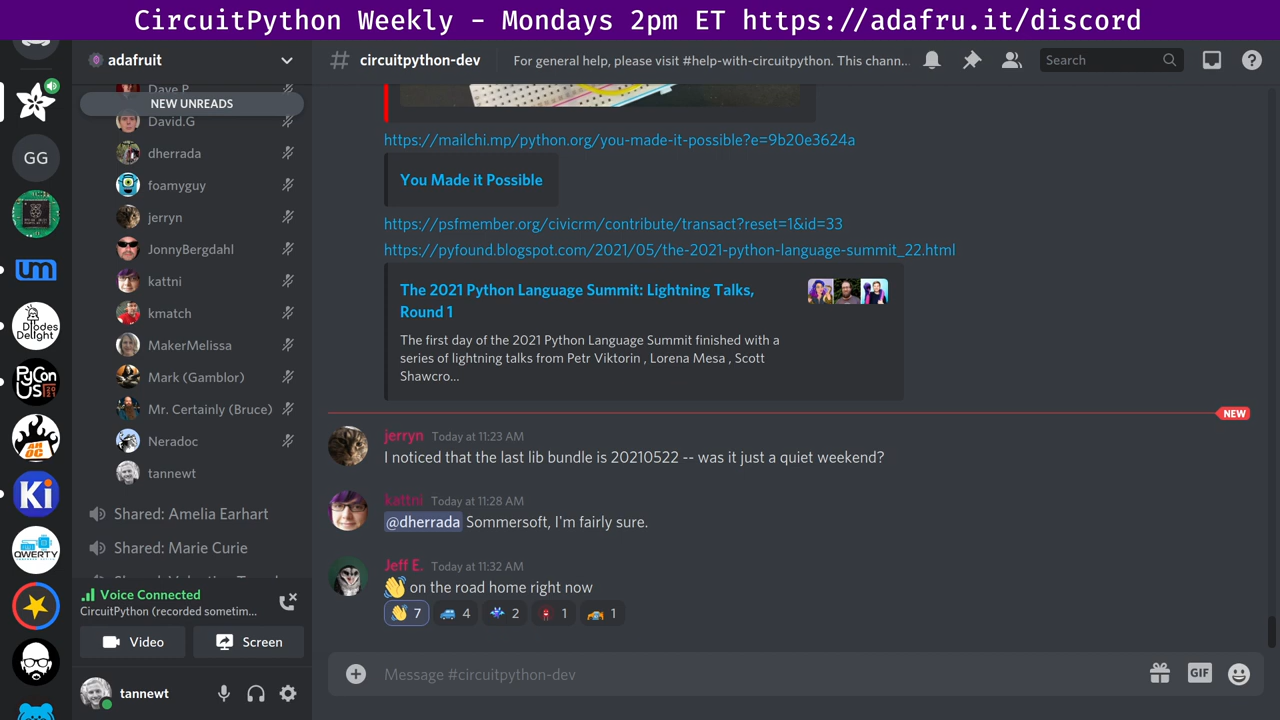 CircuitPython Weekly - Mondays 2pm ET https://adafru.it/discord
adafruit
circuitpython-dev
For general help, please visit #help-with-circuitpython. This chann...
Search
Dave P.
NEW UNREADS
David.G
dherrada
foamyguy
jerryn
JonnyBergdahl
kattni
kmatch
MakerMelissa
Mark (Gamblor)
Mr. Certainly (Bruce)
Neradoc
tannewt
Shared: Amelia Earhart
Shared: Marie Curie
Voice Connected
CircuitPython (recorded sometim...
Video
Screen
tannewt
GG
Diodes
Delight
PyCon
US
2021
Ki
QWERTY
https://mailchi.mp/python.org/you-made-it-possible?e=9b20e3624a
You Made it Possible
https://psfmember.org/civicrm/contribute/transact?reset=1&id=33
https://pyfound.blogspot.com/2021/05/the-2021-python-language-summit_22.html
The 2021 Python Language Summit: Lightning Talks,
Round 1
The first day of the 2021 Python Language Summit finished with a
series of lightning talks from Petr Viktorin , Lorena Mesa , Scott
Shawcro...
NEW
jerryn Today at 11:23 AM
I noticed that the last lib bundle is 20210522 -- was it just a quiet weekend?
kattni Today at 11:28 AM
@dherrada Sommersoft, I'm fairly sure.
Jeff E. Today at 11:32 AM
👋 on the road home right now
7 4 2 1 1
Message #circuitpython-dev
GIF